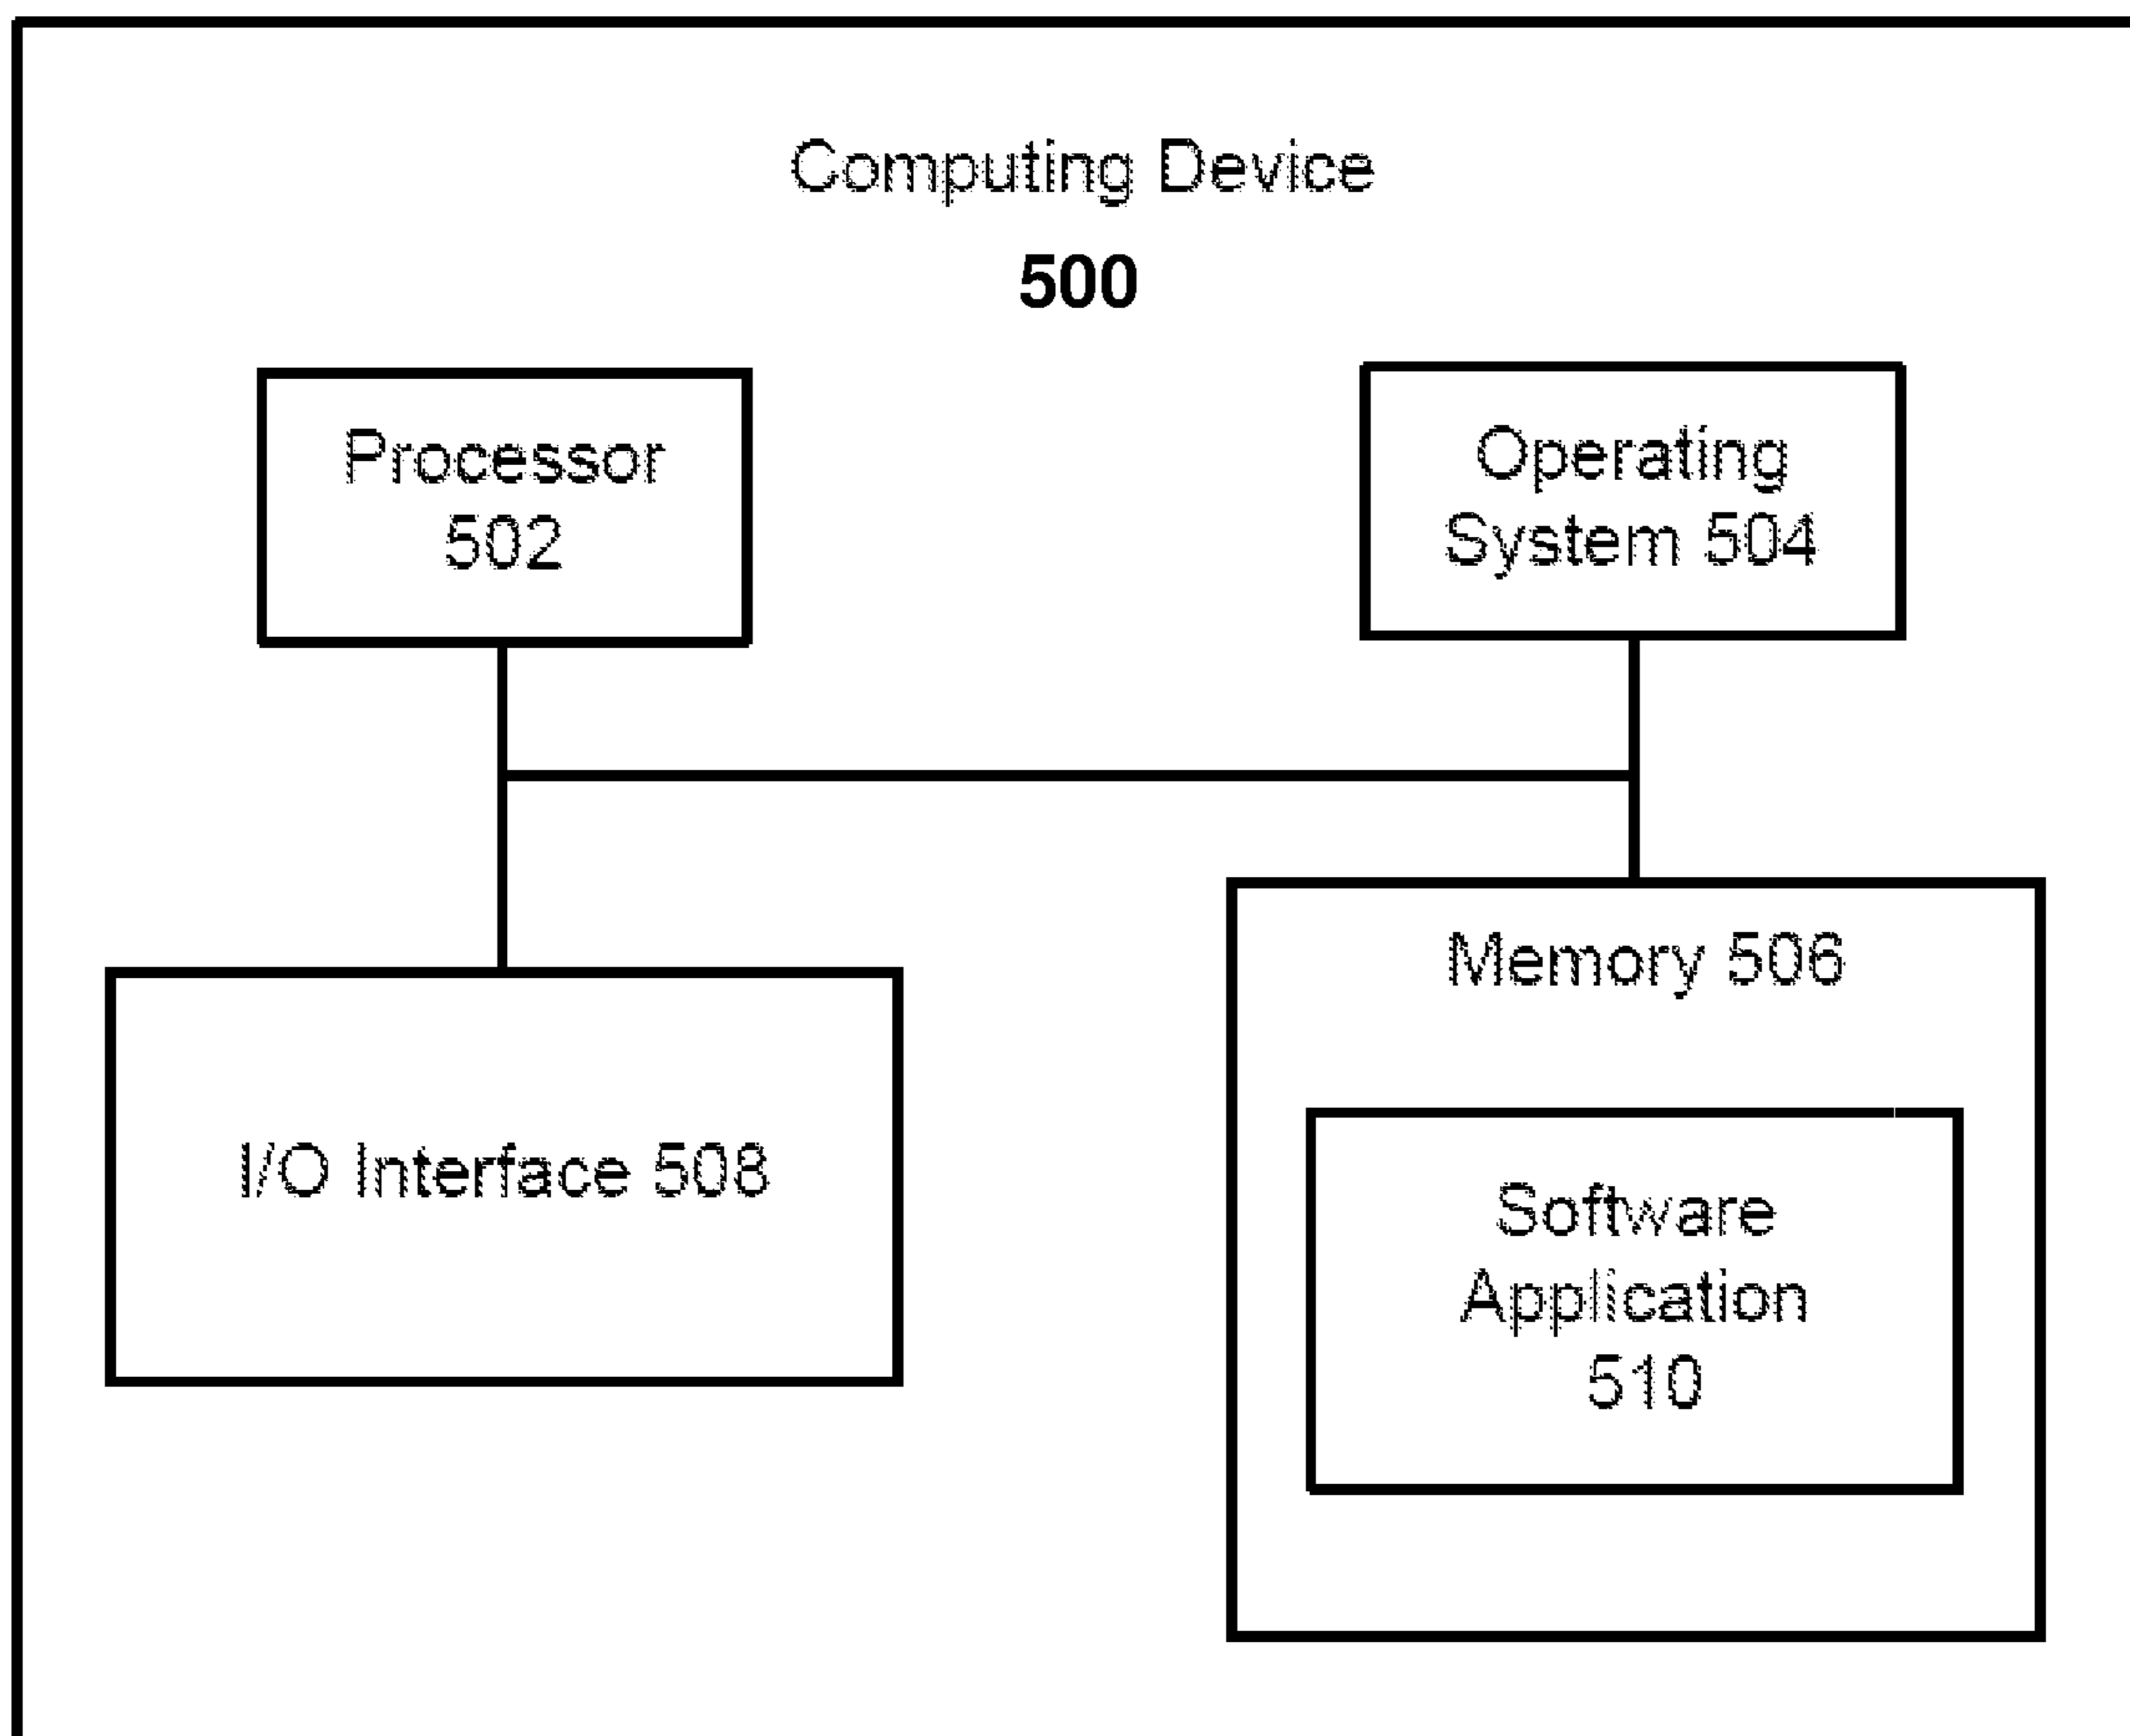 Computing Device
500
Processor
502
Operating
System 504
I/O Interface 508
Memory 506
Software
Application
510